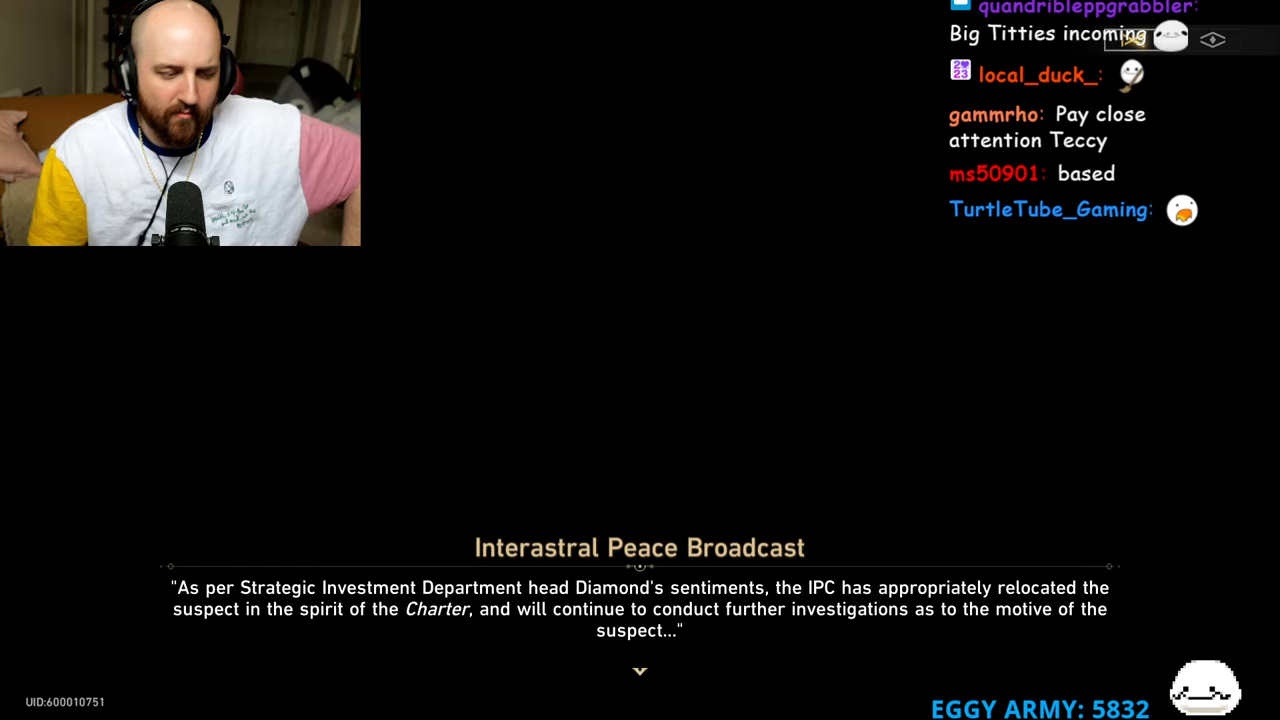 quandribleppgrabbler:
Big Titties incoming
local_duck_:
gammrho: Pay close
attention Teccy
ms50901: based
TurtleTube_Gaming:
Interastral Peace Broadcast
"As per Strategic Investment Department head Diamond's sentiments, the IPC has appropriately relocated the
suspect in the spirit of the Charter, and will continue to conduct further investigations as to the motive of the
suspect..."
UID:600010751
EGGY ARMY: 5832